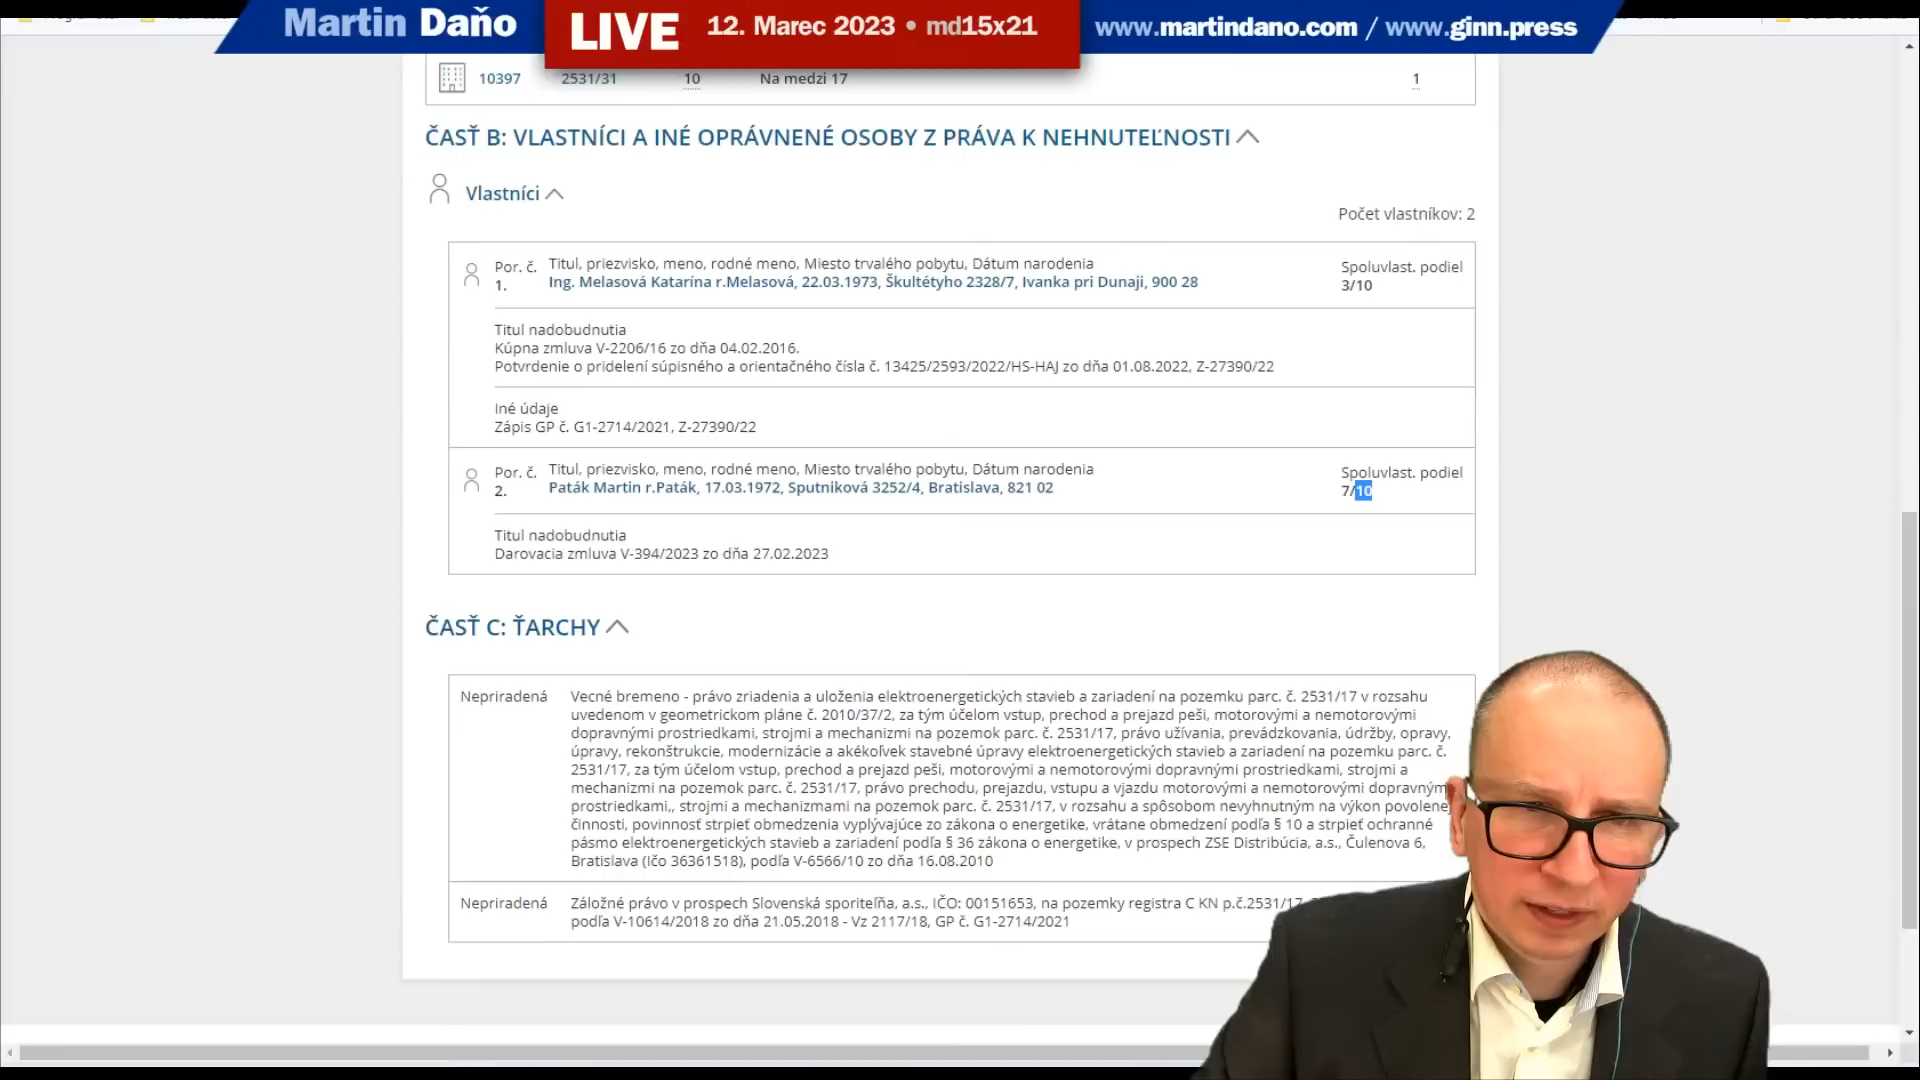 Martin Daňo
LIVE
12. Marec 2023 • md15x21
www.martindano.com / www.ginn.press
10397 2531/31 10 Na medzi 17 1
ČASŤ B: VLASTNÍCI A INÉ OPRÁVNENÉ OSOBY Z PRÁVA K NEHNUTEĽNOSTI
Vlastníci
Počet vlastníkov: 2
Por. č. Titul, priezvisko, meno, rodné meno, Miesto trvalého pobytu, Dátum narodenia Spoluvlast. podiel
1. Ing. Melasová Katarína r.Melasová, 22.03.1973, Škultétyho 2328/7, Ivanka pri Dunaji, 900 28 3/10
Titul nadobudnutia
Kúpna zmluva V-2206/16 zo dňa 04.02.2016.
Potvrdenie o pridelení súpisného a orientačného čísla č. 13425/2593/2022/HS-HAJ zo dňa 01.08.2022, Z-27390/22
Iné údaje
Zápis GP č. G1-2714/2021, Z-27390/22
Por. č. Titul, priezvisko, meno, rodné meno, Miesto trvalého pobytu, Dátum narodenia Spoluvlast. podiel
2. Paták Martin r.Paták, 17.03.1972, Sputniková 3252/4, Bratislava, 821 02 7/10
Titul nadobudnutia
Darovacia zmluva V-394/2023 zo dňa 27.02.2023
ČASŤ C: ŤARCHY
Nepriradená Vecné bremeno - právo zriadenia a uloženia elektroenergetických stavieb a zariadení na pozemku parc. č. 2531/17 v rozsahu
uvedenom v geometrickom pláne č. 2010/37/2, za tým účelom vstup, prechod a prejazd peši, motorovými a nemotorovými
dopravnými prostriedkami, strojmi a mechanizmi na pozemok parc. č. 2531/17, právo užívania, prevádzkovania, údržby, opravy,
úpravy, rekonštrukcie, modernizácie a akékoľvek stavebné úpravy elektroenergetických stavieb a zariadení na pozemku parc. č.
2531/17, za tým účelom vstup, prechod a prejazd peši, motorovými a nemotorovými dopravnými prostriedkami, strojmi a
mechanizmi na pozemok parc. č. 2531/17, právo prechodu, prejazdu, vstupu a vjazdu motorovými a nemotorovými dopravným
prostriedkami,, strojmi a mechanizmami na pozemok parc. č. 2531/17, v rozsahu a spôsobom nevyhnutným na výkon povolenej
činnosti, povinnosť strpieť obmedzenia vyplývajúce zo zákona o energetike, vrátane obmedzení podľa § 10 a strpieť ochranné
pásmo elektroenergetických stavieb a zariadení podľa § 36 zákona o energetike, v prospech ZSE Distribúcia, a.s., Čulenova 6,
Bratislava (Ičo 36361518), podľa V-6566/10 zo dňa 16.08.2010
Nepriradená Záložné právo v prospech Slovenská sporiteľňa, a.s., IČO: 00151653, na pozemky registra C KN p.č.2531/17,
podľa V-10614/2018 zo dňa 21.05.2018 - Vz 2117/18, GP č. G1-2714/2021